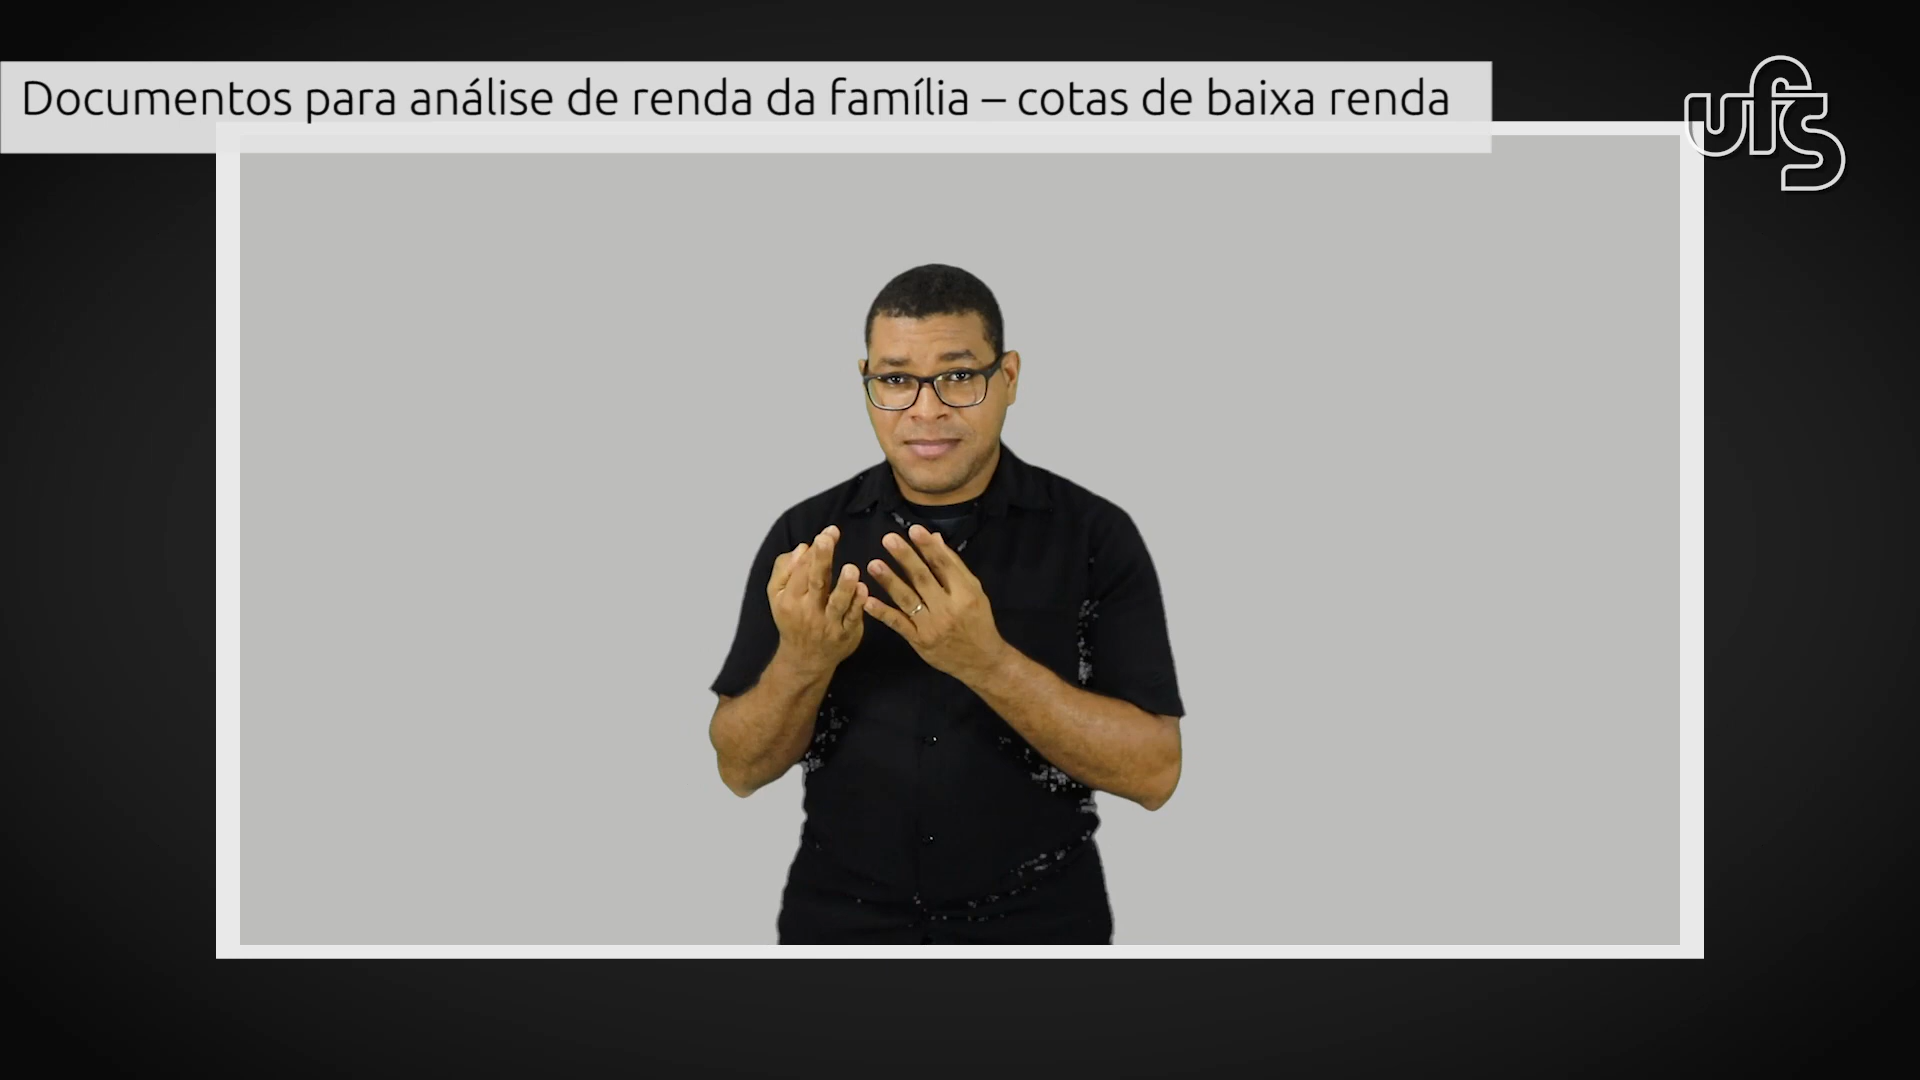 Documentos para análise de renda da família – cotas de baixa renda
ufs